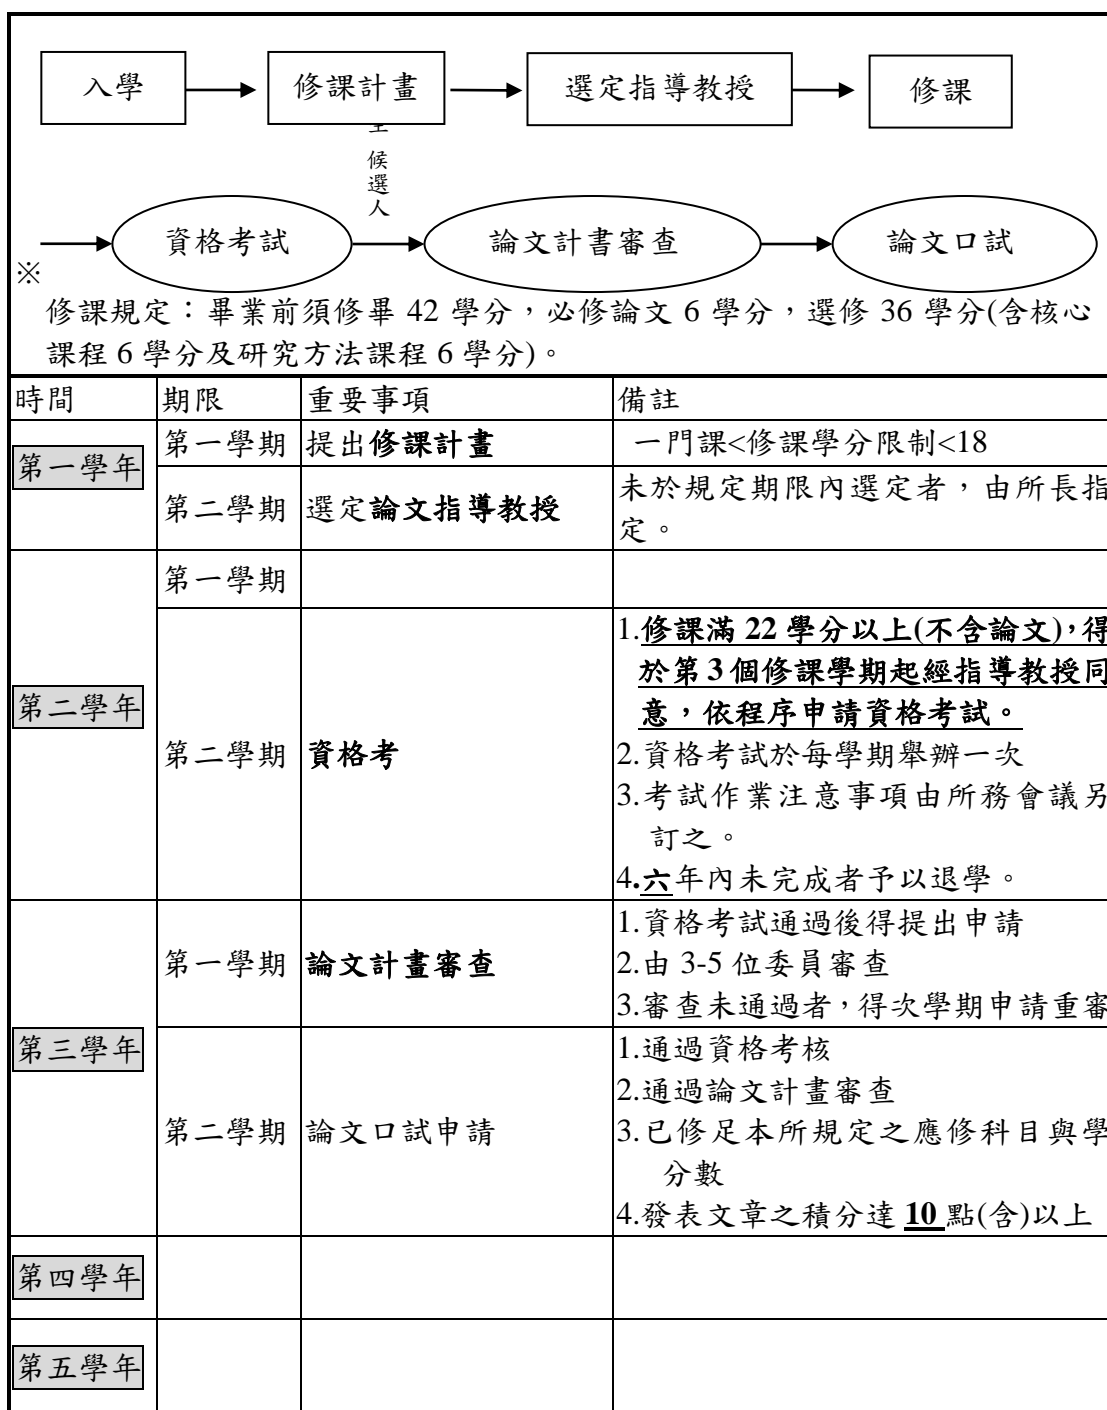 入學 修課計畫 選定指導教授 修課
候選人
資格考試 論文計書審查 論文口試
※
修課規定：畢業前須修畢 42 學分，必修論文 6 學分，選修 36 學分(含核心
課程 6 學分及研究方法課程 6 學分)。
時間 期限 重要事項 備註
第一學年 第一學期 提出修課計畫 一門課<修課學分限制<18
第二學期 選定論文指導教授 未於規定期限內選定者，由所長指
定。
第二學年 第一學期
第二學期 資格考
1.修課滿 22 學分以上(不含論文)，得
於第 3 個修課學期起經指導教授同
意，依程序申請資格考試。
2.資格考試於每學期舉辦一次
3.考試作業注意事項由所務會議另
訂之。
4.六年內未完成者予以退學。
第三學年 第一學期 論文計畫審查
1.資格考試通過後得提出申請
2.由 3-5 位委員審查
3.審查未通過者，得次學期申請重審
第二學期 論文口試申請
1.通過資格考核
2.通過論文計畫審查
3.已修足本所規定之應修科目與學
分數
4.發表文章之積分達 10 點(含)以上
第四學年
第五學年